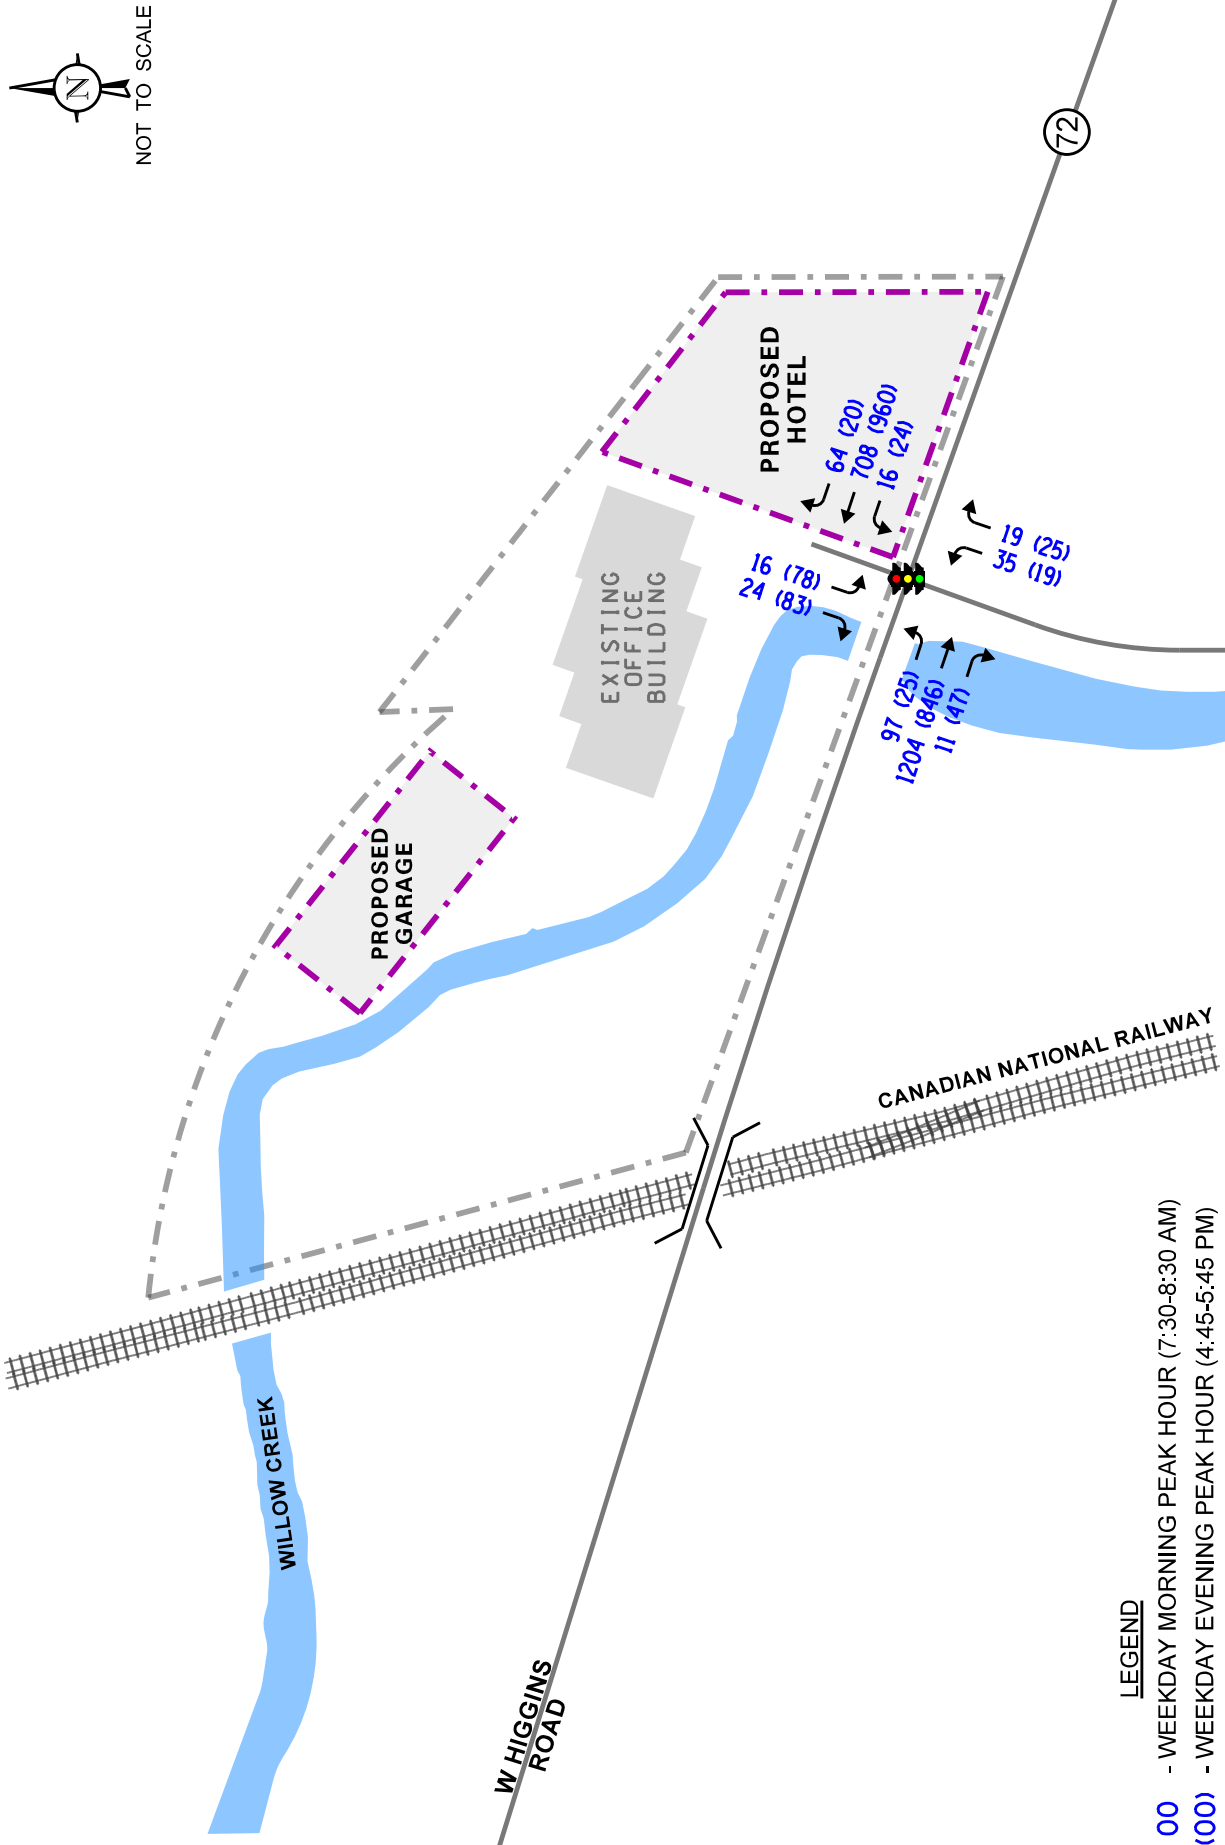 N
NOT TO SCALE
72
PROPOSED
HOTEL
64 (20)
708 (960)
16 (24)
19 (25)
35 (19)
16 (78)
24 (83)
97 (25)
1204 (846)
11 (47)
EXISTING
OFFICE
BUILDING
PROPOSED
GARAGE
CANADIAN NATIONAL RAILWAY
WILLOW CREEK
W HIGGINS
ROAD
LEGEND
00 - WEEKDAY MORNING PEAK HOUR (7:30-8:30 AM)
(00) - WEEKDAY EVENING PEAK HOUR (4:45-5:45 PM)